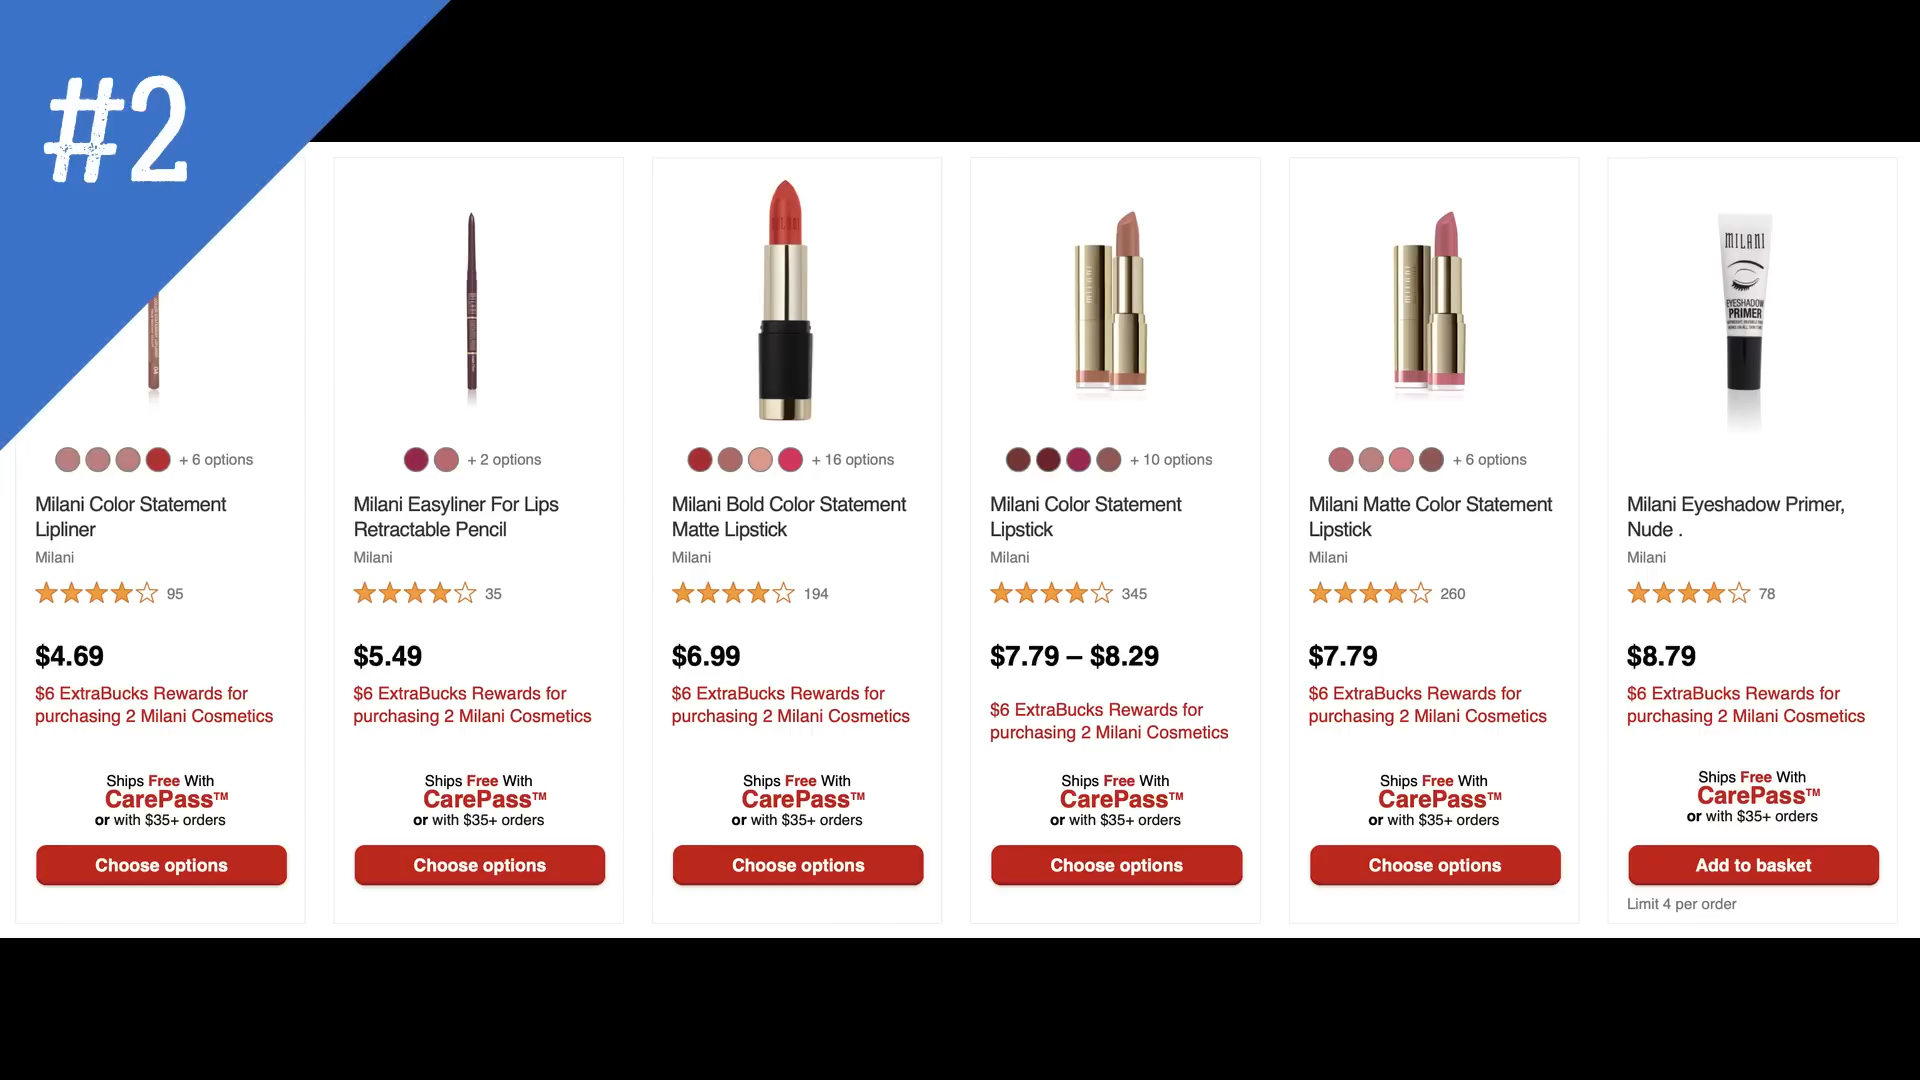 #2
+ 6 options
Milani Color Statement
Lipliner
Milani
95
$4.69
$6 ExtraBucks Rewards for
purchasing 2 Milani Cosmetics
Ships Free With
CarePass™
or with $35+ orders
Choose options
+ 2 options
Milani Easyliner For Lips
Retractable Pencil
Milani
35
$5.49
$6 ExtraBucks Rewards for
purchasing 2 Milani Cosmetics
Ships Free With
CarePass™
or with $35+ orders
Choose options
MILANI
+ 16 options
Milani Bold Color Statement
Matte Lipstick
Milani
194
$6.99
$6 ExtraBucks Rewards for
purchasing 2 Milani Cosmetics
Ships Free With
CarePass™
or with $35+ orders
Choose options
MILANI
+ 10 options
Milani Color Statement
Lipstick
Milani
345
$7.79 – $8.29
$6 ExtraBucks Rewards for
purchasing 2 Milani Cosmetics
Ships Free With
CarePass™
or with $35+ orders
Choose options
MILANI
+ 6 options
Milani Matte Color Statement
Lipstick
Milani
260
$7.79
$6 ExtraBucks Rewards for
purchasing 2 Milani Cosmetics
Ships Free With
CarePass™
or with $35+ orders
Choose options
MILANI
EYESHADOW
PRIMER
Milani Eyeshadow Primer,
Nude .
Milani
78
$8.79
$6 ExtraBucks Rewards for
purchasing 2 Milani Cosmetics
Ships Free With
CarePass™
or with $35+ orders
Add to basket
Limit 4 per order